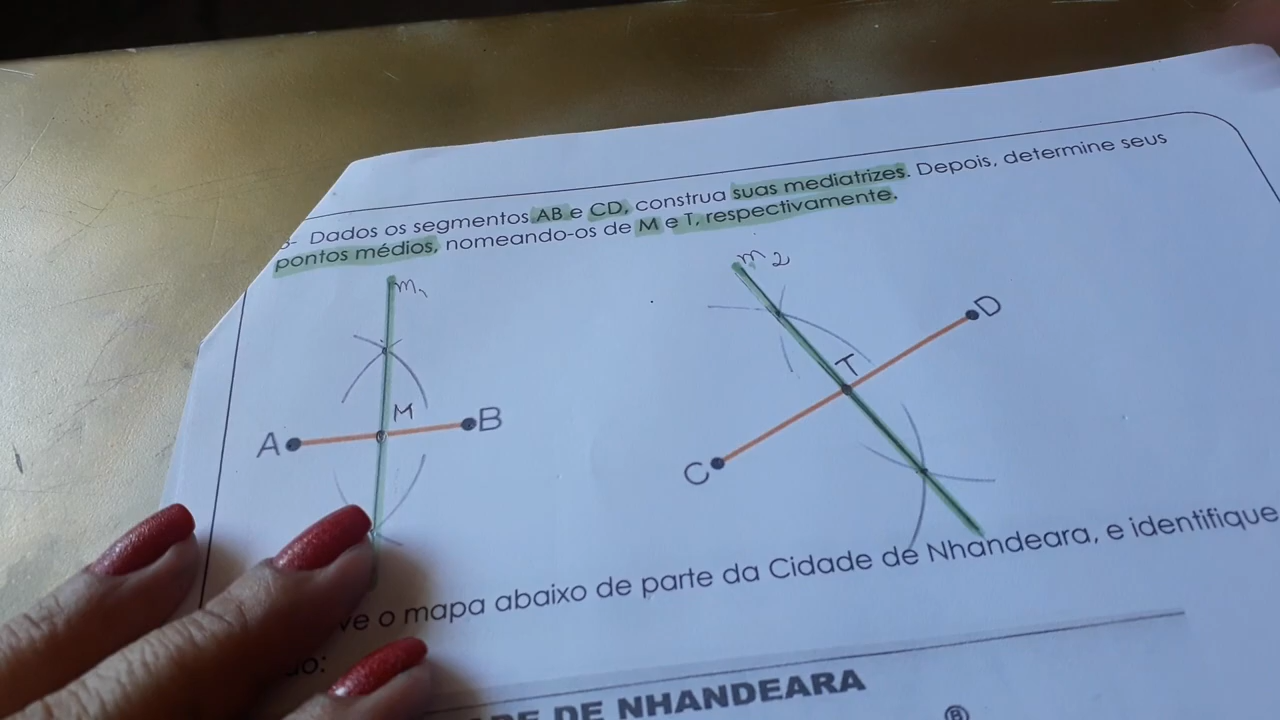 Dados os segmentos AB e CD, construa suas mediatrizes. Depois, determine seus
pontos médios, nomeando-os de M e T, respectivamente.
m₁
m 2
D
T
M
A B
C
ve o mapa abaixo de parte da Cidade de Nhandeara, e identifique
DE NHANDEARA
B